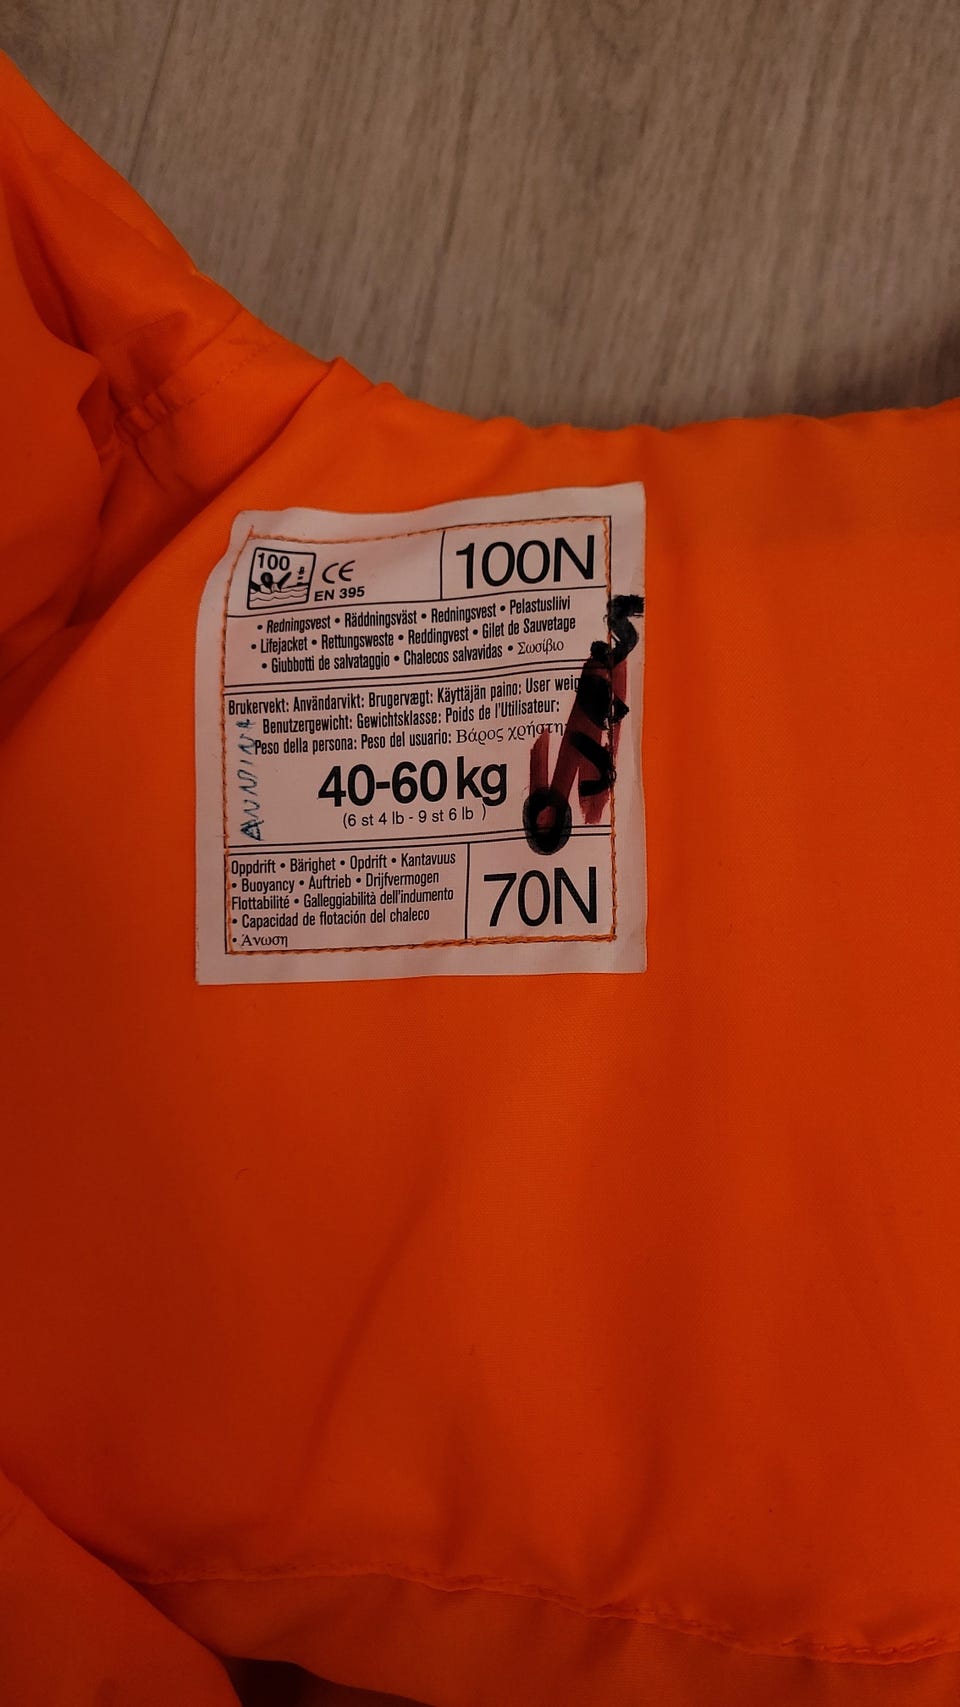 100
CE
EN 395
100N
• Redningsvest • Räddningsväst • Redningsvest • Pelastusliivi
• Lifejacket • Rettungsweste • Reddingvest • Gilet de Sauvetage
• Giubbotti de salvataggio • Chalecos salvavidas • Σωσίβιο
Brukervekt: Användarvikt: Brugervægt: Käyttäjän paino: User weig
Benutzergewicht: Gewichtsklasse: Poids de l'Utilisateur:
Peso della persona: Peso del usuario: Βάρος χρήστη
40-60 kg
(6 st 4 lb - 9 st 6 lb )
Oppdrift • Bärighet • Opdrift • Kantavuus
• Buoyancy • Auftrieb • Drijfvermogen
Flottabilité • Galleggiabilità dell'indumento
• Capacidad de flotación del chaleco
• Άνωση
70N
ANNIINA